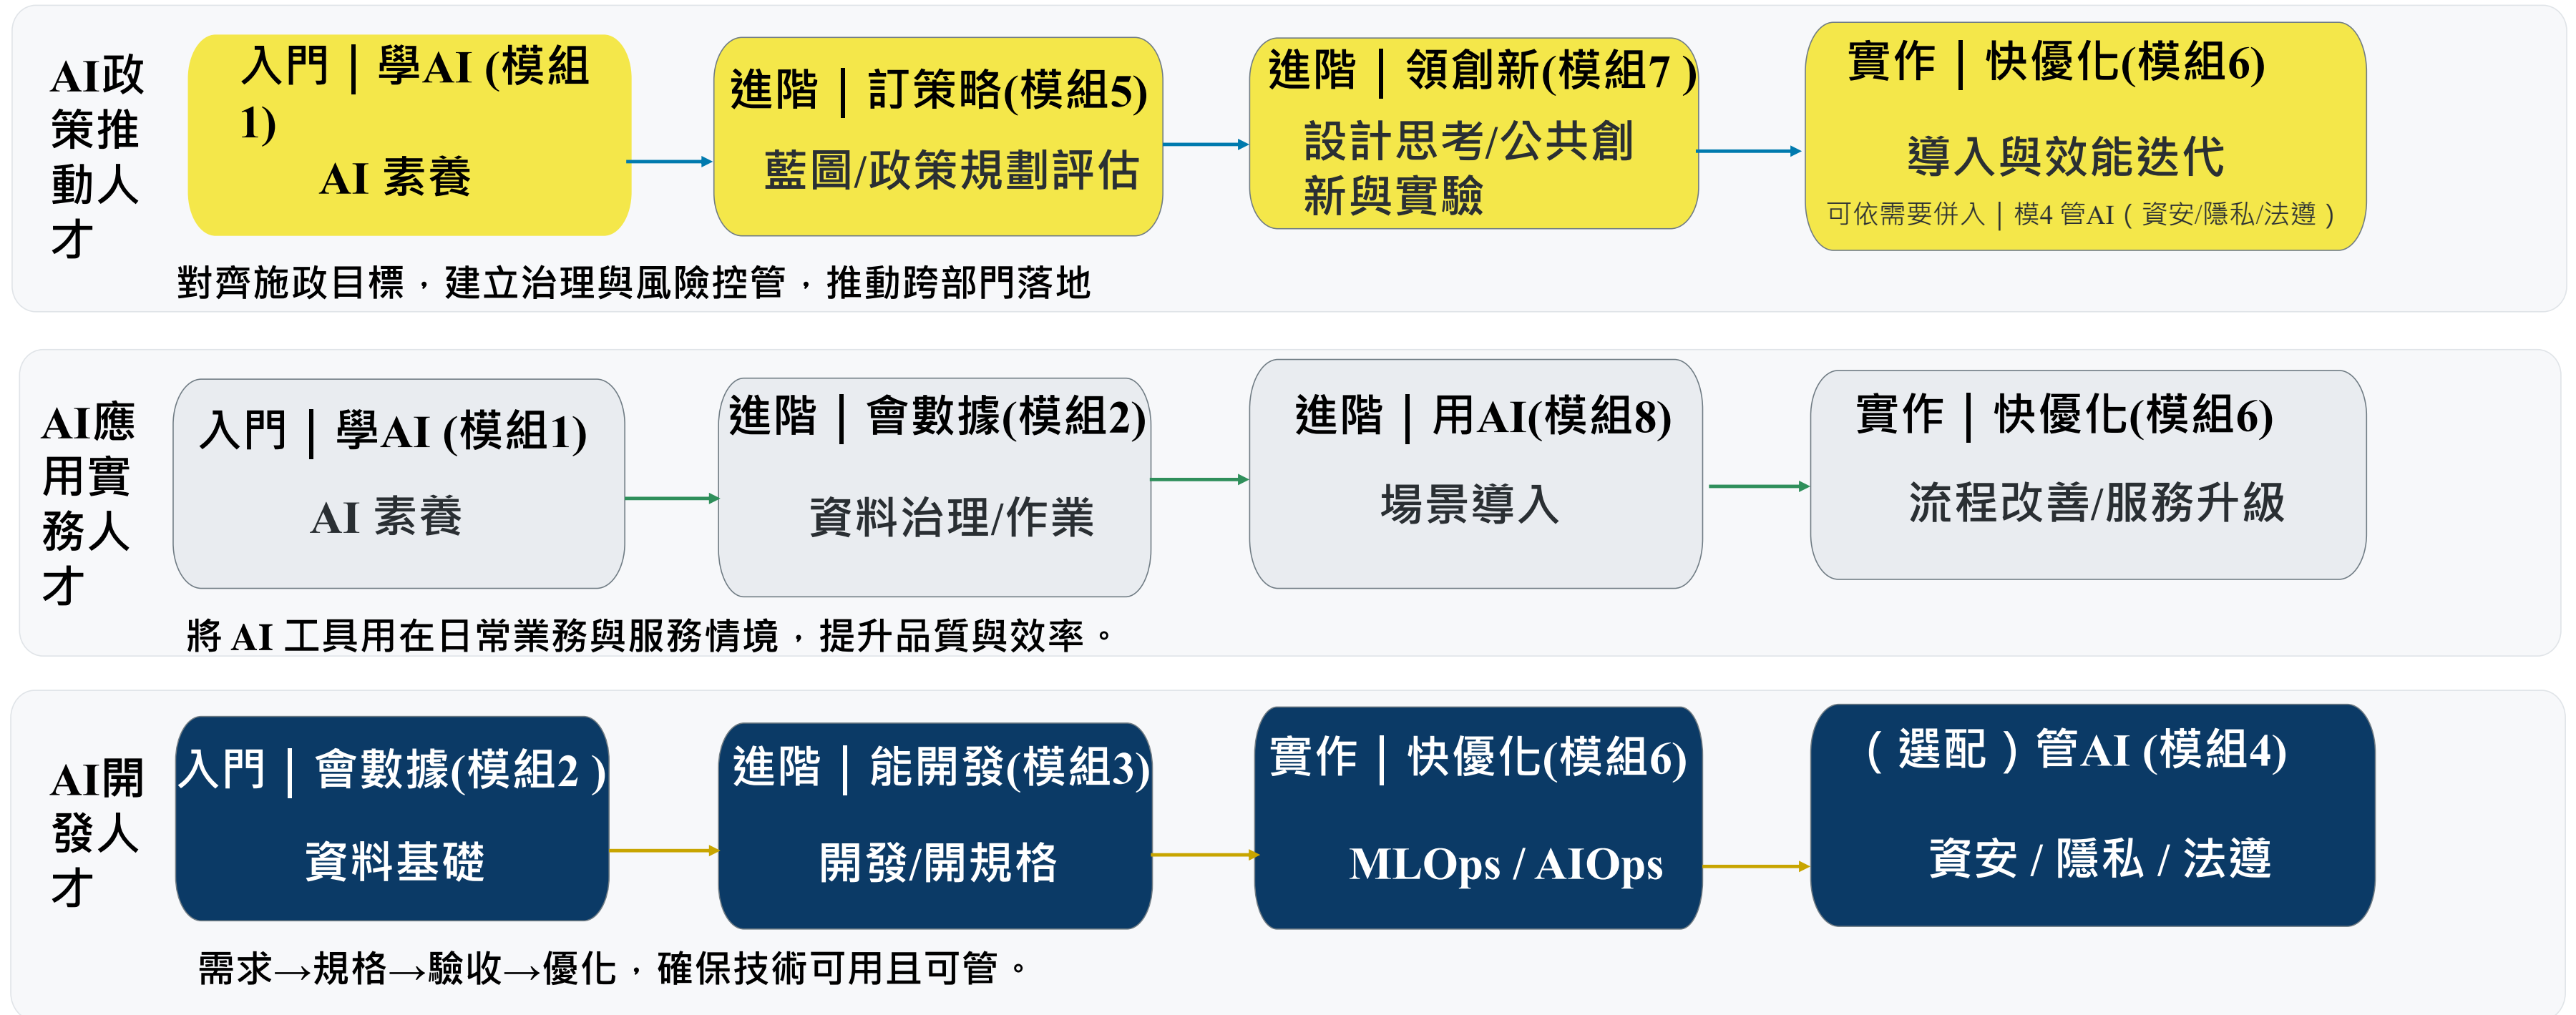 AI政
策推
動人
才
入門｜學AI (模組
1)
AI 素養
進階｜訂策略(模組5)
藍圖/政策規劃評估
進階｜領創新(模組7 )
設計思考/公共創
新與實驗
實作｜快優化(模組6)
導入與效能迭代
可依需要併入｜模4 管AI（資安/隱私/法遵）
對齊施政目標，建立治理與風險控管，推動跨部門落地
AI應
用實
務人
才
入門｜學AI (模組1)
AI 素養
進階｜會數據(模組2)
資料治理/作業
進階｜用AI(模組8)
場景導入
實作｜快優化(模組6)
流程改善/服務升級
將 AI 工具用在日常業務與服務情境，提升品質與效率。
AI開
發人
才
入門｜會數據(模組2 )
資料基礎
進階｜能開發(模組3)
開發/開規格
實作｜快優化(模組6)
MLOps / AIOps
（選配）管AI (模組4)
資安 / 隱私 / 法遵
需求→規格→驗收→優化，確保技術可用且可管。